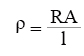 ρ = RA/l